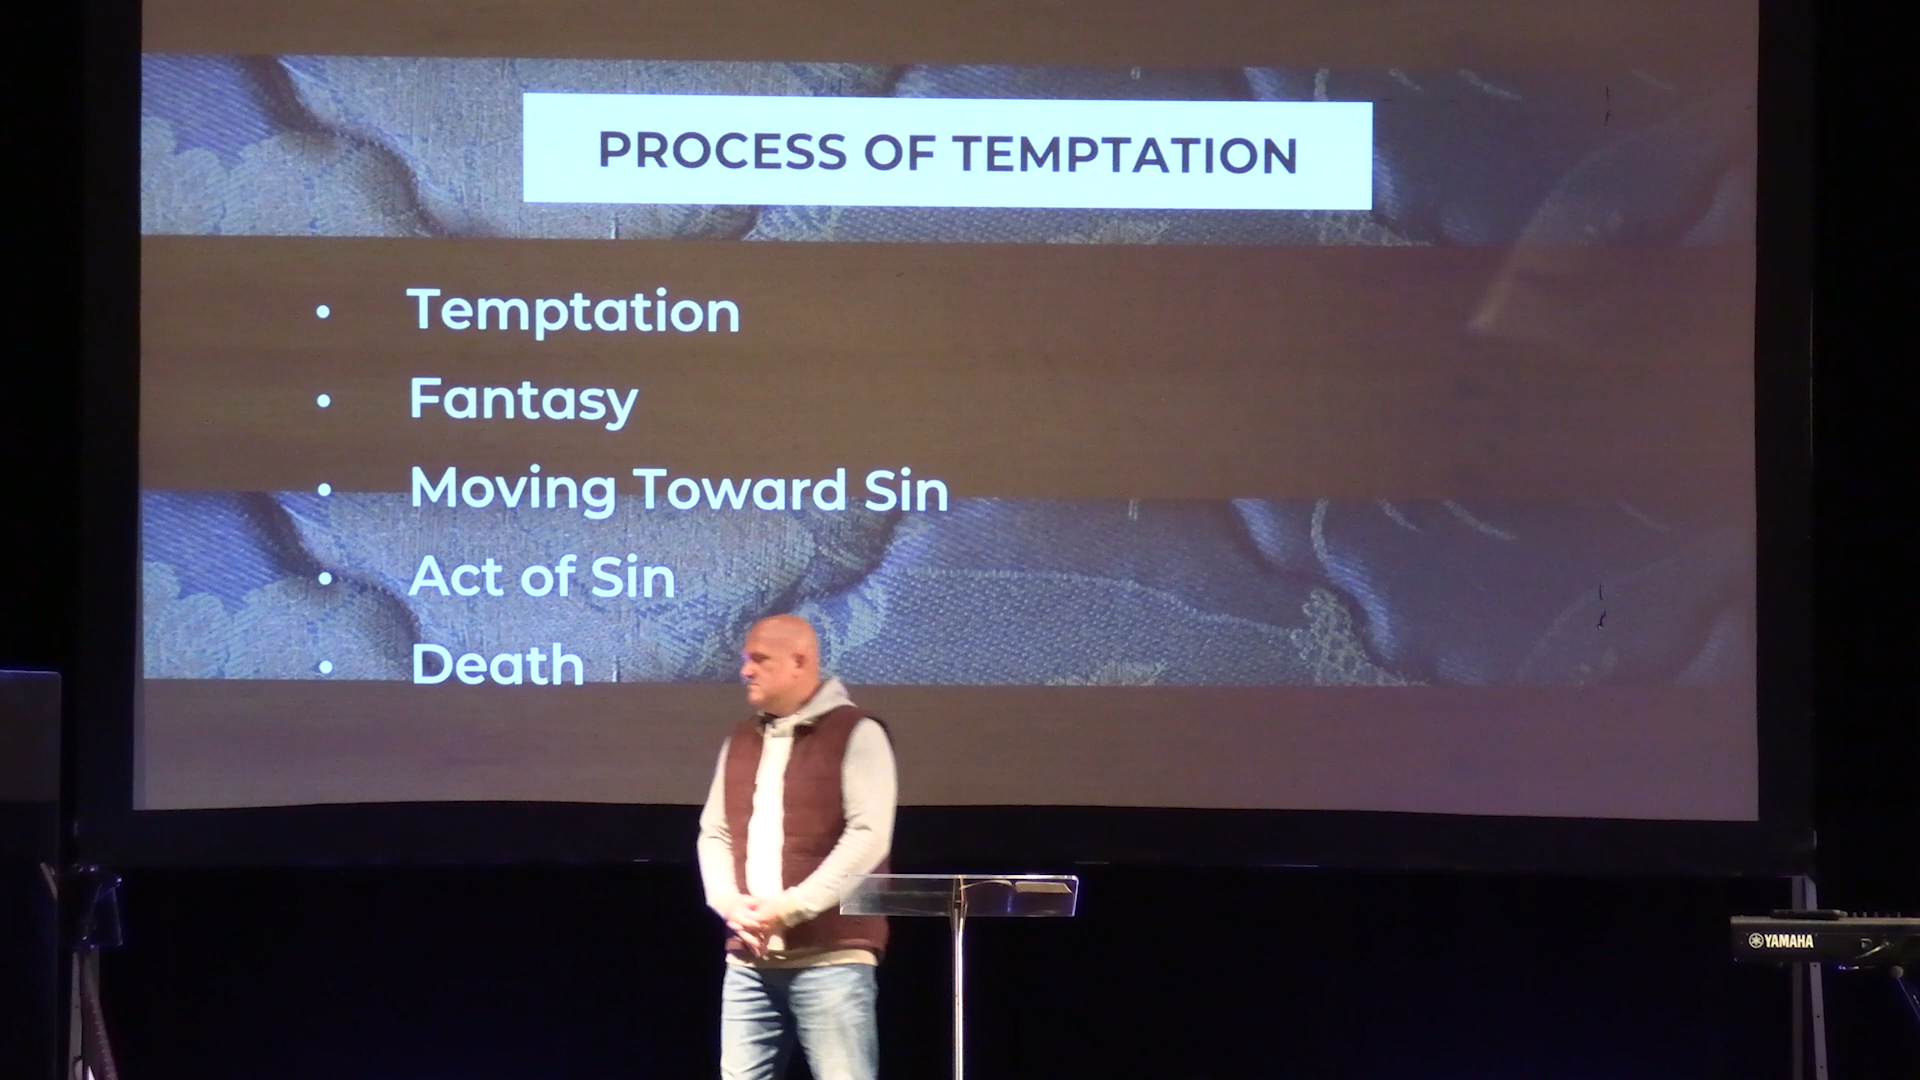 PROCESS OF TEMPTATION
• Temptation
• Fantasy
• Moving Toward Sin
• Act of Sin
• Death
YAMAHA